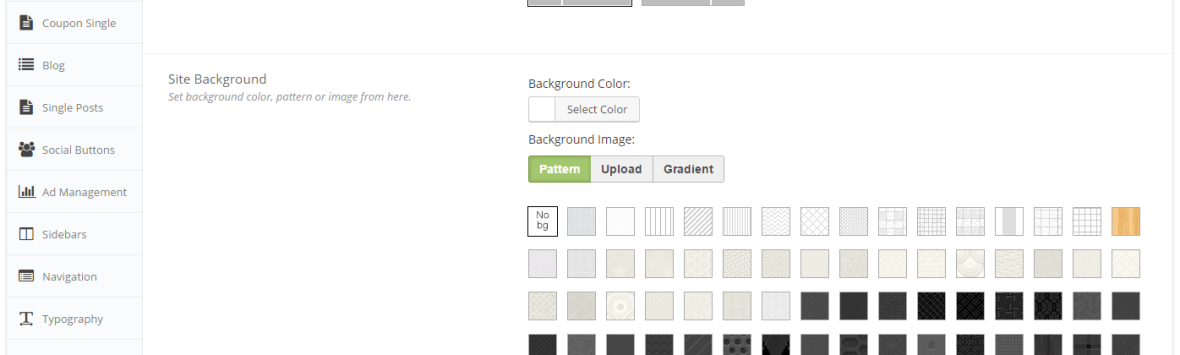 Coupon Single
Blog
Single Posts
Social Buttons
Ad Management
Sidebars
Navigation
Typography
Site Background
Set background color, pattern or image from here.
Background Color:
Select Color
Background Image:
Pattern Upload Gradient
No
bg